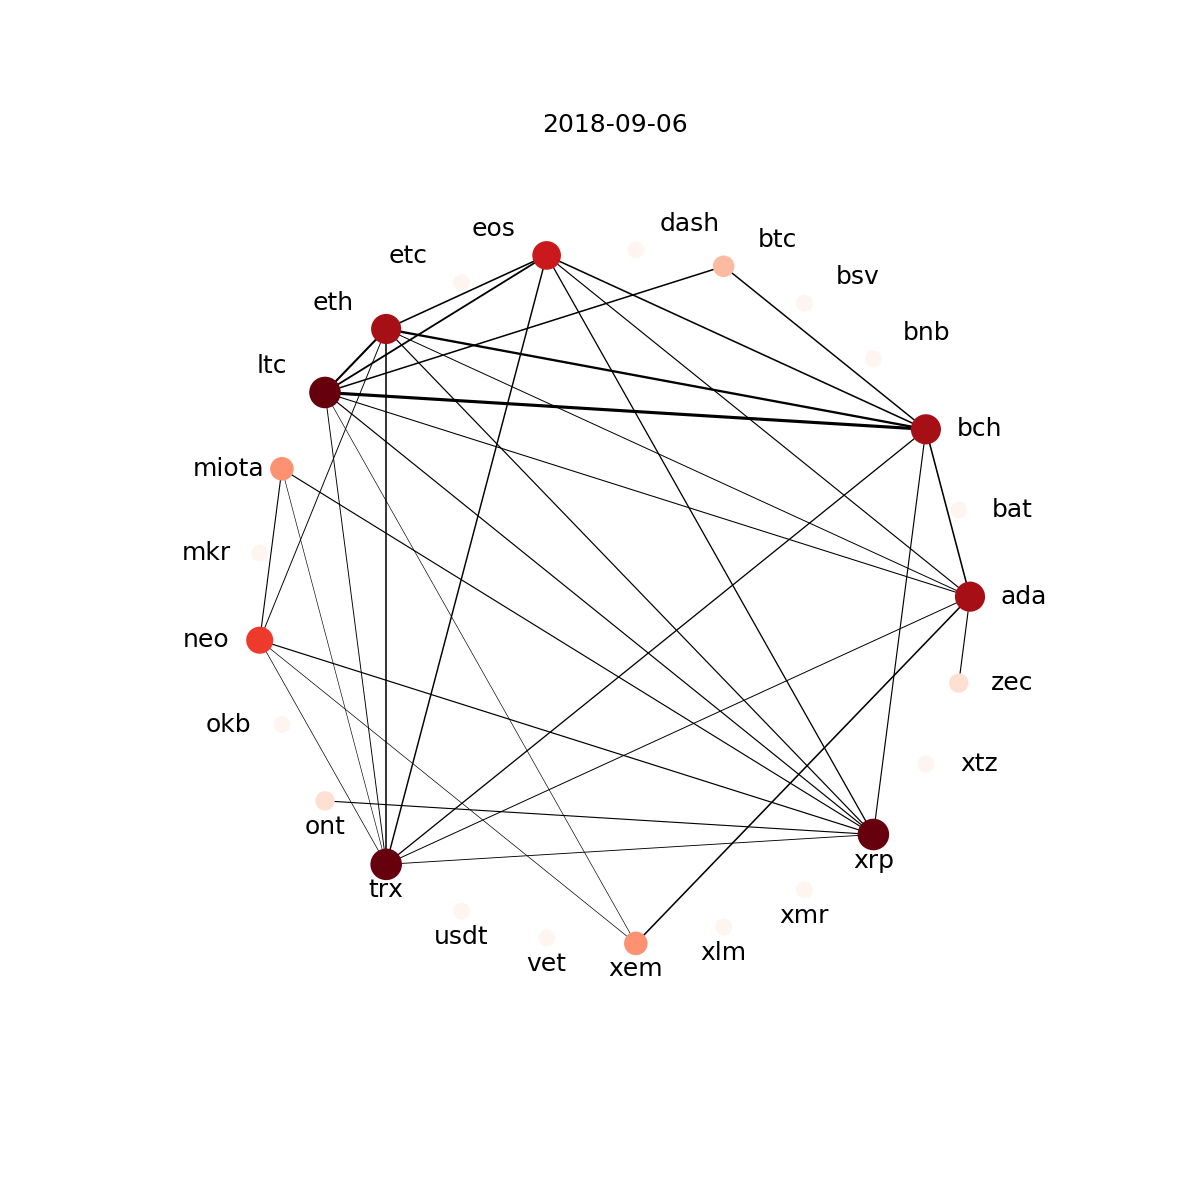 2018-09-06
dash
eos
btc
etc
bsv
eth
bnb
ltc
bch
miota
bat
mkr
ada
neo
zec
okb
xtz
ont
xrp
trx
xmr
usdt
xlm
vet
xem